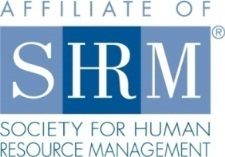 AFFILIATE OF
SHRM®
SOCIETY FOR HUMAN
RESOURCE MANAGEMENT